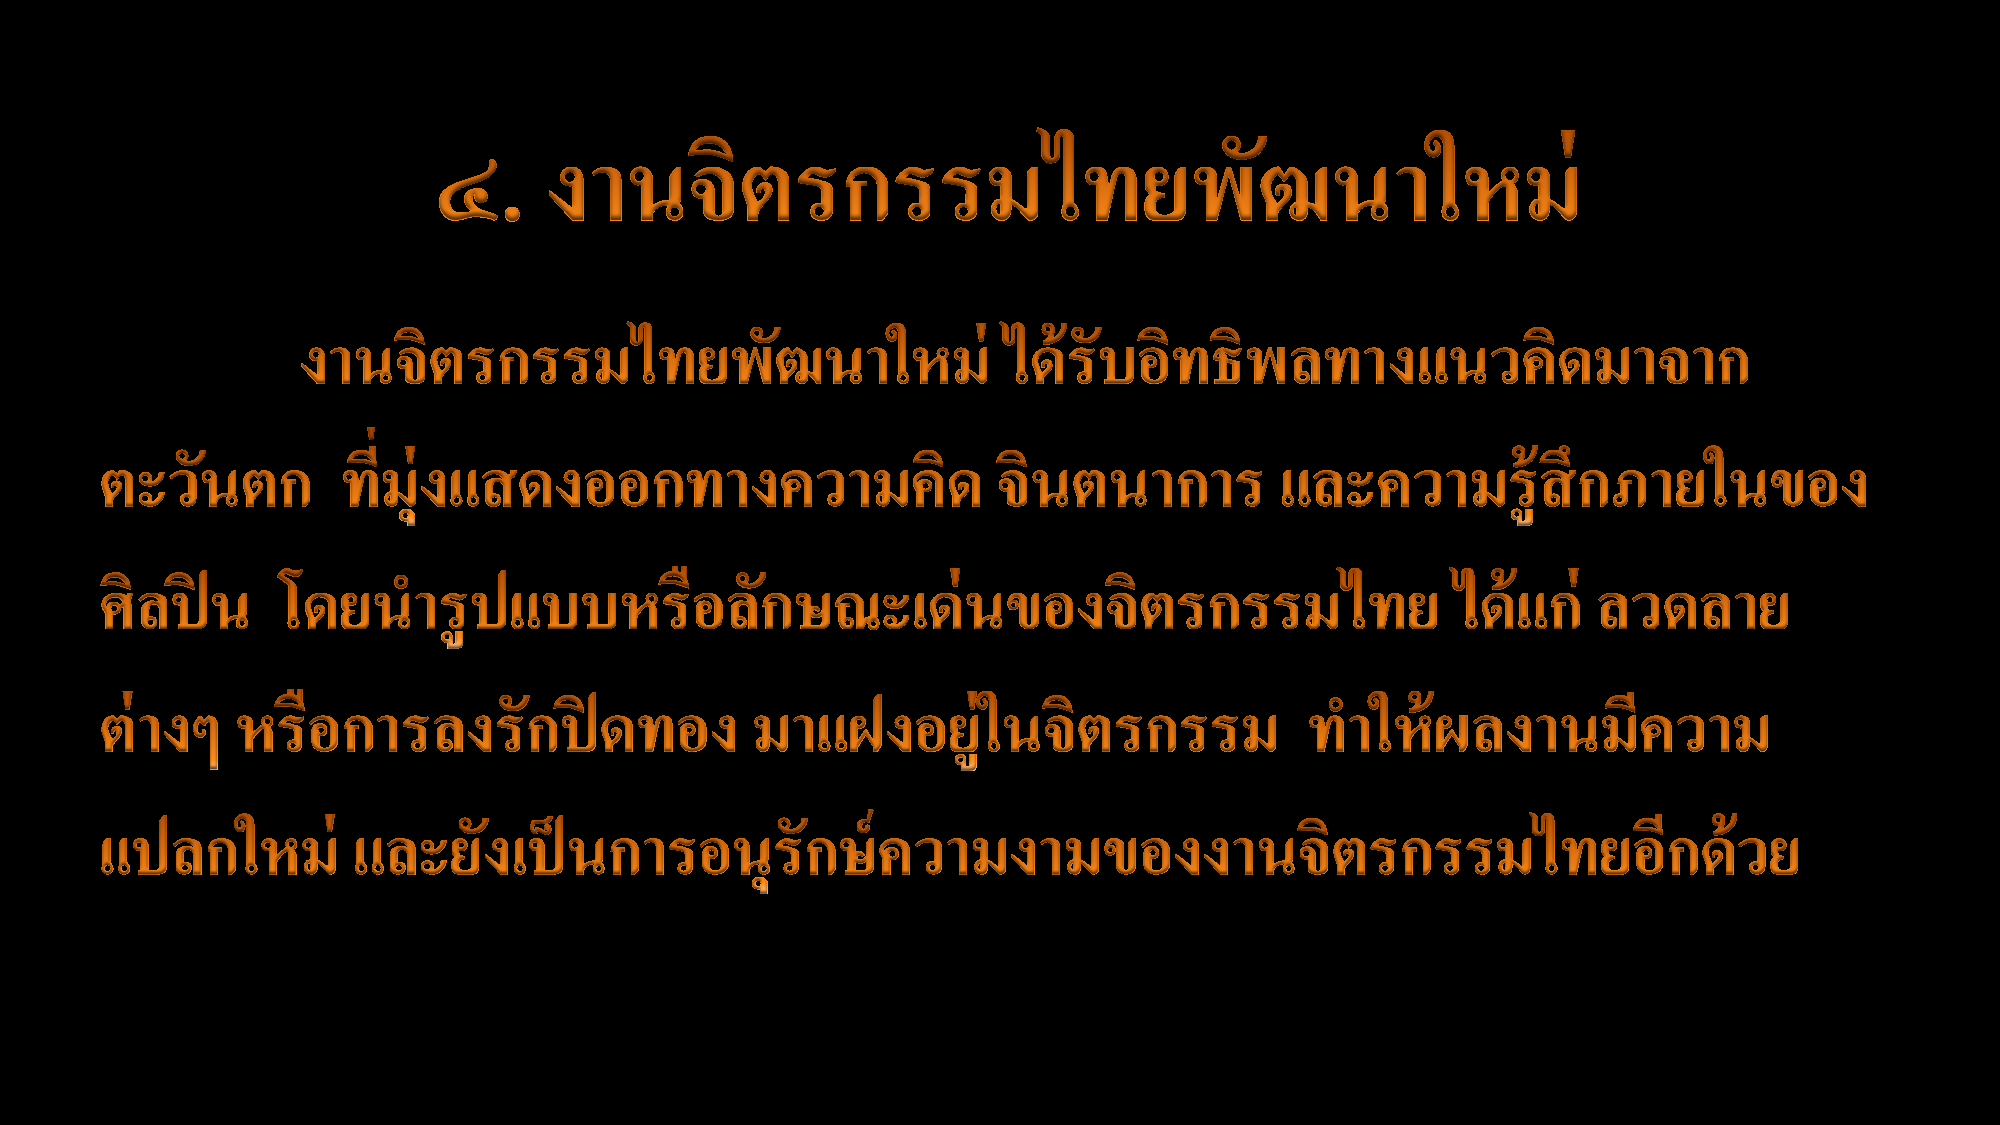 ๔. งานจิตรกรรมไทยพัฒนาใหม่
งานจิตรกรรมไทยพัฒนาใหม่ ได้รับอิทธิพลทางแนวคิดมาจาก
ตะวันตก ที่มุ่งแสดงออกทางความคิด จินตนาการ และความรู้สึกภายในของ
ศิลปิน โดยนำรูปแบบหรือลักษณะเด่นของจิตรกรรมไทย ได้แก่ ลวดลาย
ต่างๆ หรือการลงรักปิดทอง มาแฝงอยู่ในจิตรกรรม ทำให้ผลงานมีความ
แปลกใหม่ และยังเป็นการอนุรักษ์ความงามของงานจิตรกรรมไทยอีกด้วย